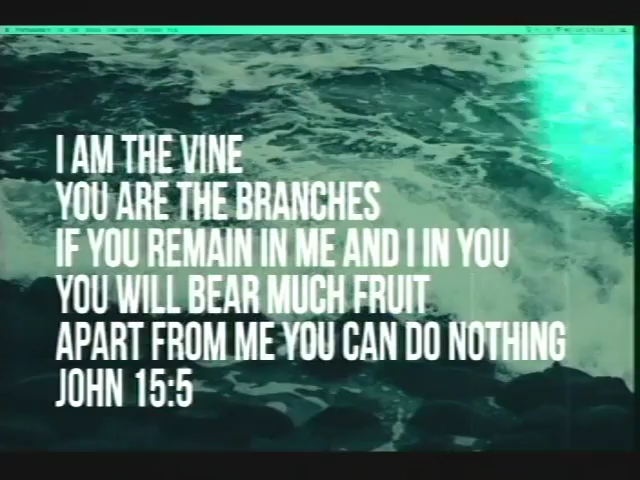 I AM THE VINE
YOU ARE THE BRANCHES
IF YOU REMAIN IN ME AND I IN YOU
YOU WILL BEAR MUCH FRUIT
APART FROM ME YOU CAN DO NOTHING
JOHN 15:5